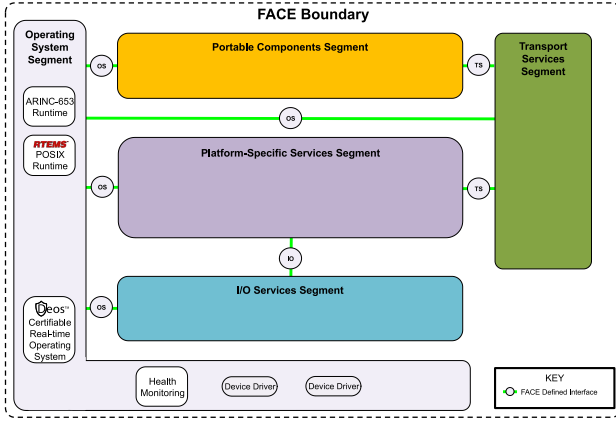 FACE Boundary
Operating
System
Segment
ARINC-653
Runtime
RTEMS
POSIX
Runtime
Deos™
Certifiable
Real-time
Operating
System
OS
Portable Components Segment
TS
Transport
Services
Segment
OS
OS
Platform-Specific Services Segment
TS
IO
OS
I/O Services Segment
Health
Monitoring
Device Driver
Device Driver
KEY
FACE Defined Interface